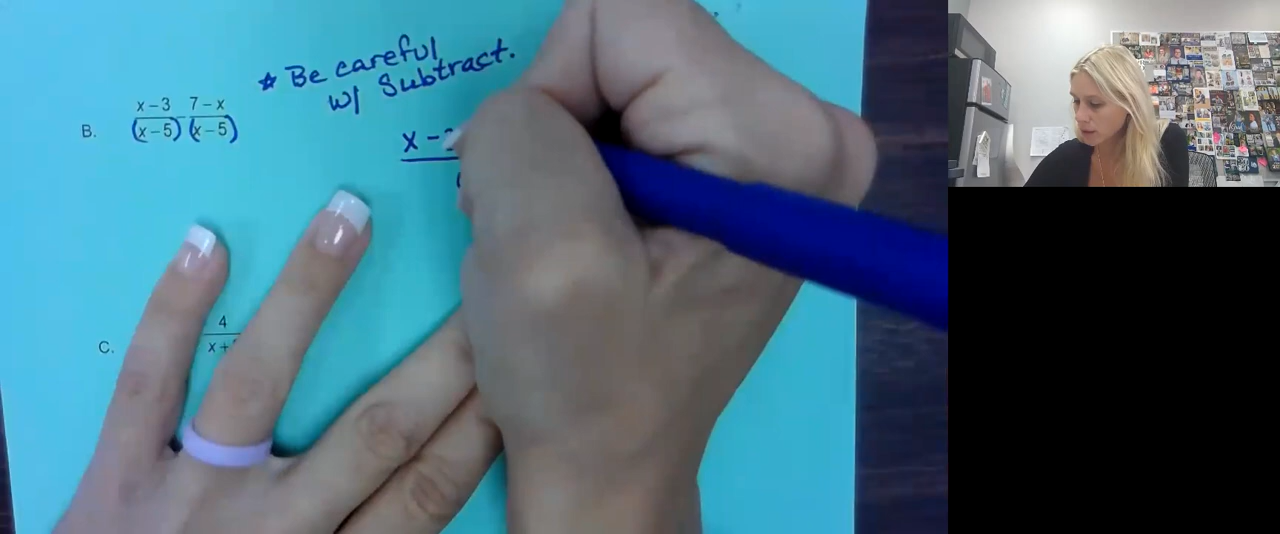 * Be careful
w/ Subtract.
B. x – 3 / (x – 5) – 7 – x / (x – 5)
x –
C. 4 / x +